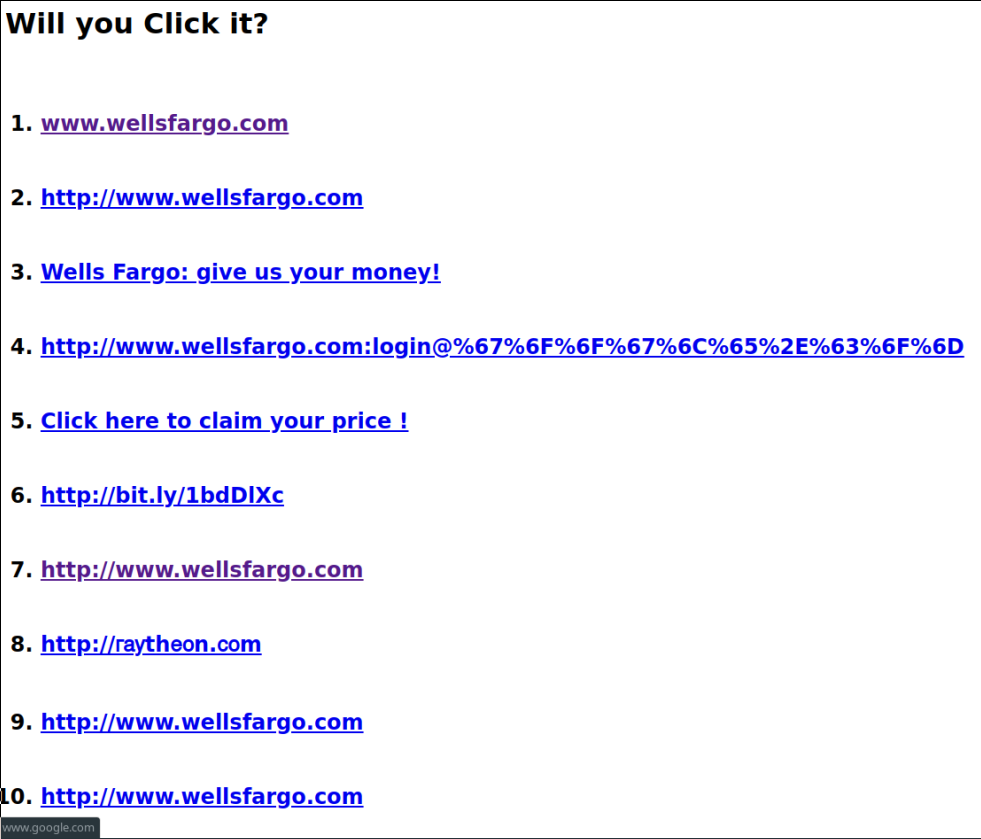 Will you Click it?
1. www.wellsfargo.com
2. http://www.wellsfargo.com
3. Wells Fargo: give us your money!
4. http://www.wellsfargo.com:login@%67%6F%6F%67%6C%65%2E%63%6F%6D
5. Click here to claim your price !
6. http://bit.ly/1bdDlXc
7. http://www.wellsfargo.com
8. http://гаytheоn.соm
9. http://www.wellsfargo.com
10. http://www.wellsfargo.com
www.google.com